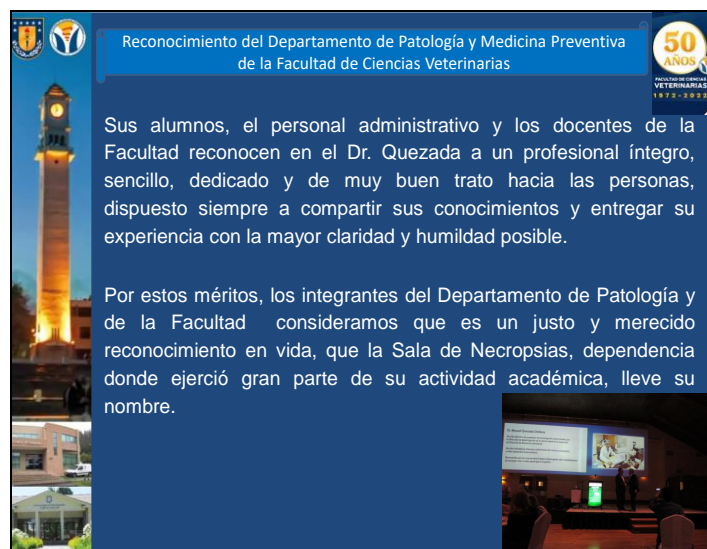 Reconocimiento del Departamento de Patología y Medicina Preventiva
de la Facultad de Ciencias Veterinarias
50
AÑOS
FACULTAD DE CIENCIAS
VETERINARIAS
1972-2022
Sus alumnos, el personal administrativo y los docentes de la
Facultad reconocen en el Dr. Quezada a un profesional íntegro,
sencillo, dedicado y de muy buen trato hacia las personas,
dispuesto siempre a compartir sus conocimientos y entregar su
experiencia con la mayor claridad y humildad posible.
Por estos méritos, los integrantes del Departamento de Patología y
de la Facultad consideramos que es un justo y merecido
reconocimiento en vida, que la Sala de Necropsias, dependencia
donde ejerció gran parte de su actividad académica, lleve su
nombre.